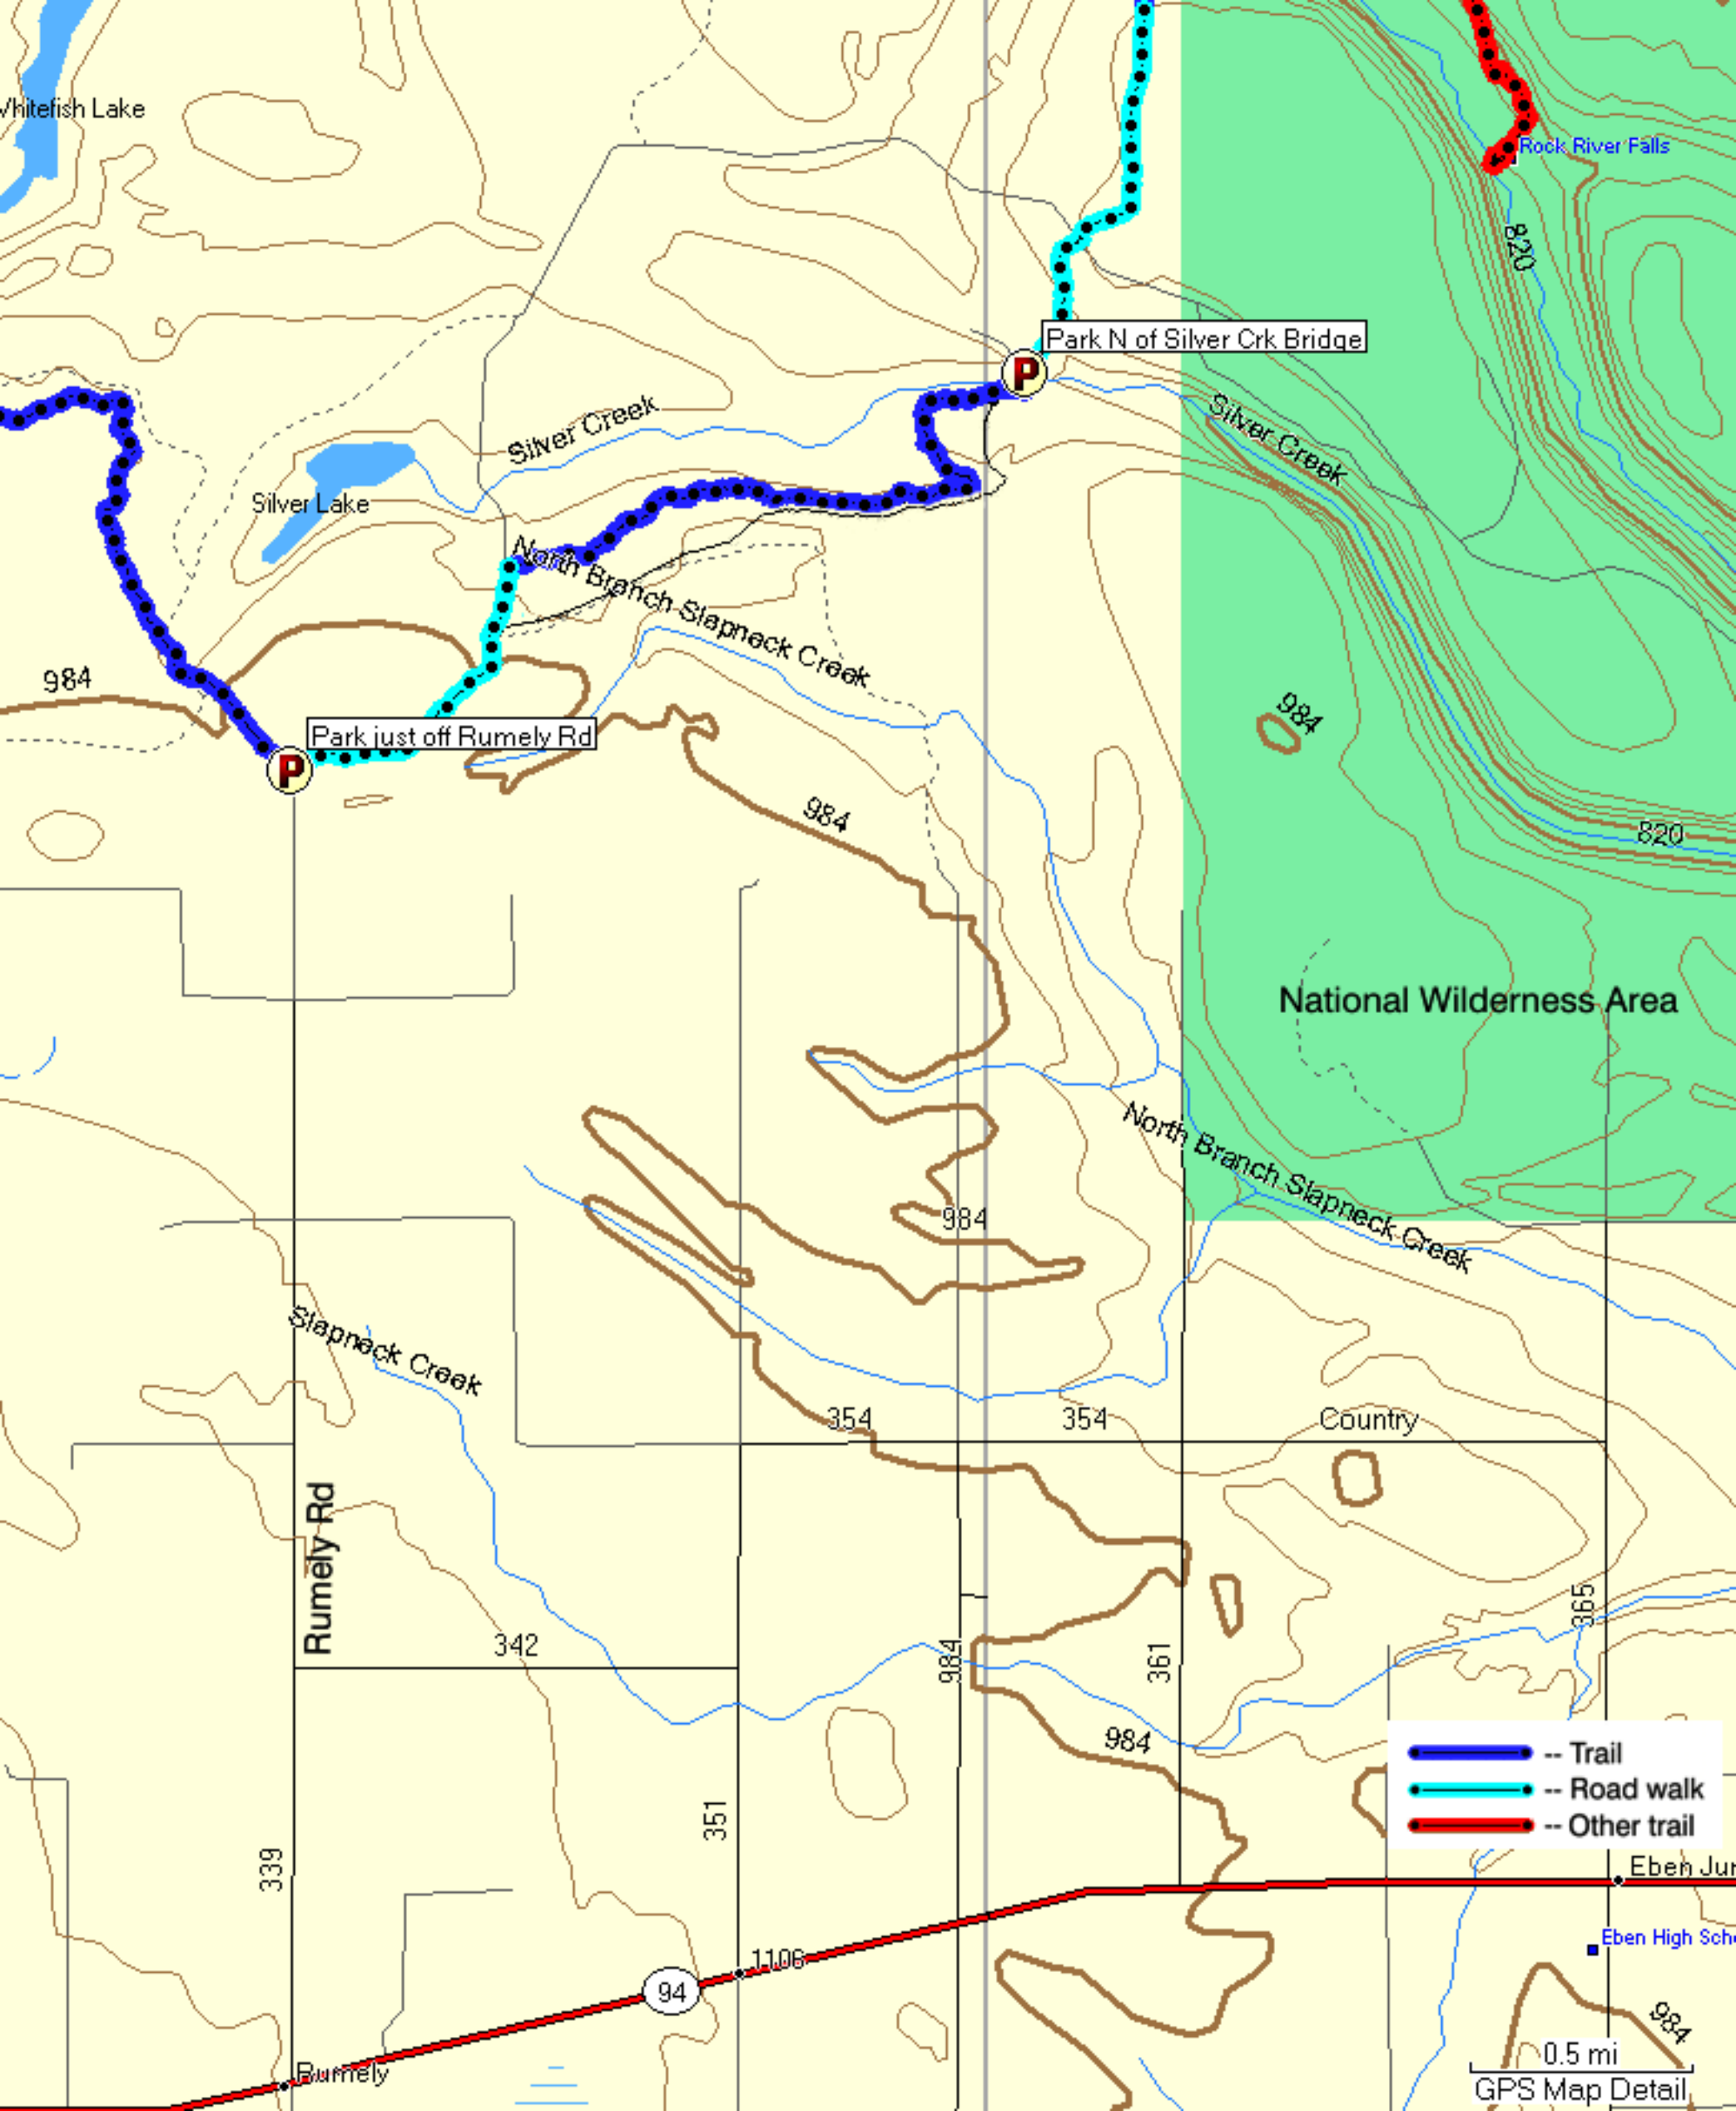 Whitefish Lake
Rock River Falls
820
Park N of Silver Crk Bridge
Silver Creek
Silver Creek
Silver Lake
North Branch Slapneck Creek
984
984
Park just off Rumely Rd
984
820
National Wilderness Area
North Branch Slapneck Creek
984
Slapneck Creek
354
354
Country
Rumely Rd
342
984
361
365
984
-- Trail
-- Road walk
-- Other trail
351
339
Eben Jun
1106
94
Eben High Scho
984
Rumely
0.5 mi
GPS Map Detail
P
P